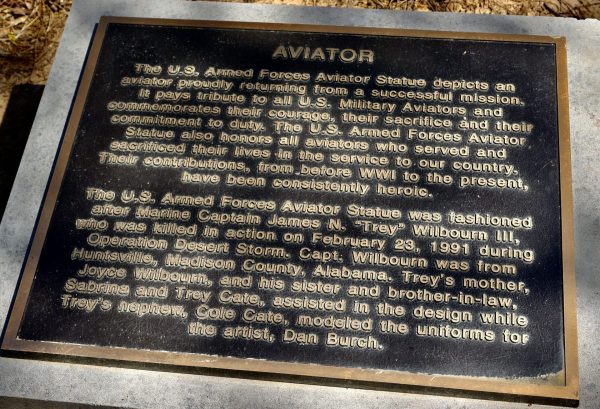 AVIATOR
The U.S. Armed Forces Aviator Statue depicts an
aviator proudly returning from a successful mission.
It pays tribute to all U.S. Military Aviators and
commemorates their courage, their sacrifice and their
commitment to duty. The U.S. Armed Forces Aviator
Statue also honors all aviators who served and
sacrificed their lives in the service to our country.
Their contributions, from before WWI to the present,
have been consistently heroic.
The U.S. Armed Forces Aviator Statue was fashioned
after Marine Captain James N. "Trey" Wilbourn III,
who was killed in action on February 23, 1991 during
Operation Desert Storm. Capt. Wilbourn was from
Huntsville, Madison County, Alabama. Trey's mother,
Joyce Wilbourn, and his sister and brother-in-law,
Sabrina and Trey Cate, assisted in the design while
Trey's nephew, Cole Cate, modeled the uniforms for
the artist, Dan Burch.